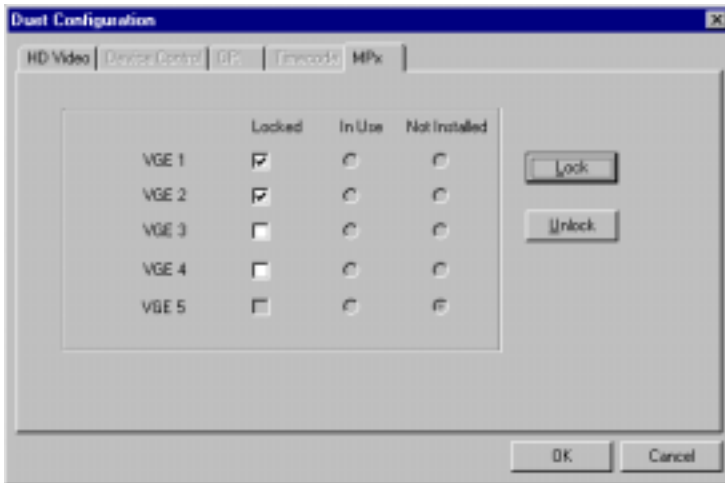 Duet Configuration
HD Video Device Control GPI Timecode MPx
Locked In Use Not Installed
VGE 1
VGE 2
VGE 3
VGE 4
VGE 5
Lock
Unlock
OK Cancel